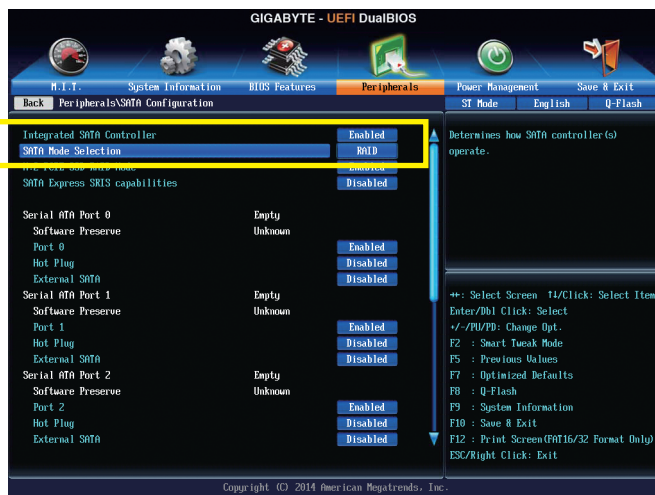 GIGABYTE - UEFI DualBIOS
M.I.T. System Information BIOS Features Peripherals Power Management Save & Exit
Back Peripherals\SATA Configuration ST Mode English Q-Flash
Integrated SATA Controller Enabled
SATA Mode Selection RAID
M.2 PCIE SSD RAID Mode Enabled
SATA Express SRIS capabilities Disabled
Serial ATA Port 0 Empty
Software Preserve Unknown
Port 0 Enabled
Hot Plug Disabled
External SATA Disabled
Serial ATA Port 1 Empty
Software Preserve Unknown
Port 1 Enabled
Hot Plug Disabled
External SATA Disabled
Serial ATA Port 2 Empty
Software Preserve Unknown
Port 2 Enabled
Hot Plug Disabled
External SATA Disabled
Determines how SATA controller(s)
operate.
→←: Select Screen ↑↓/Click: Select Item
Enter/Dbl Click: Select
+/-/PU/PD: Change Opt.
F2 : Smart Tweak Mode
F5 : Previous Values
F7 : Optimized Defaults
F8 : Q-Flash
F9 : System Information
F10 : Save & Exit
F12 : Print Screen(FAT16/32 Format Only)
ESC/Right Click: Exit
Copyright (C) 2014 American Megatrends, Inc.